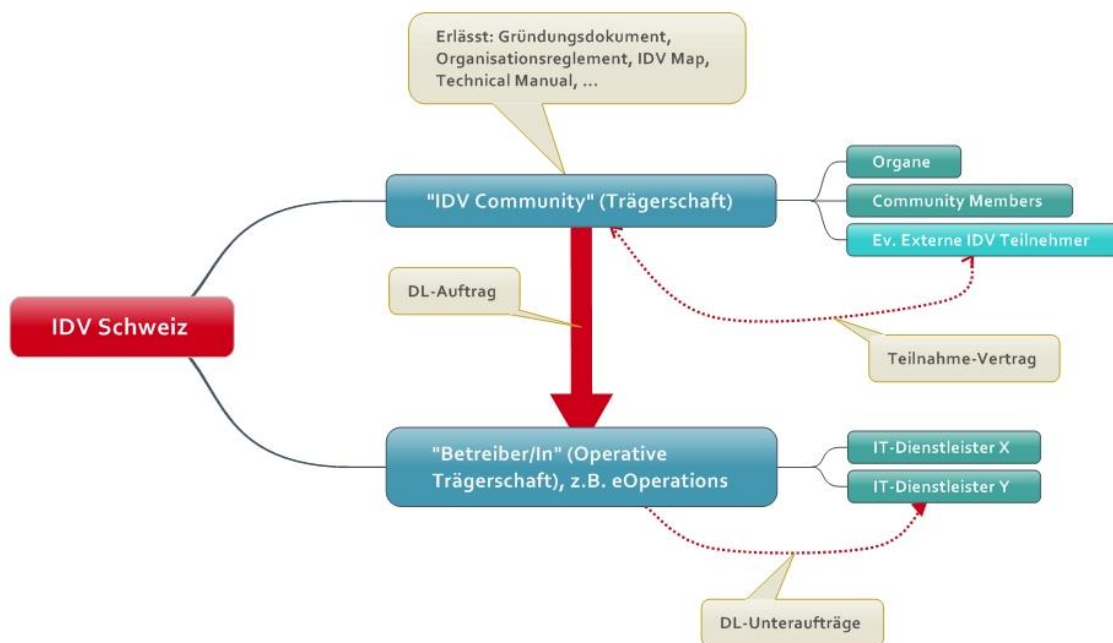 Erlässt: Gründungsdokument,
Organisationsreglement, IDV Map,
Technical Manual, ...
"IDV Community" (Trägerschaft)
Organe
Community Members
Ev. Externe IDV Teilnehmer
DL-Auftrag
IDV Schweiz
Teilnahme-Vertrag
"Betreiber/In" (Operative
Trägerschaft), z.B. eOperations
IT-Dienstleister X
IT-Dienstleister Y
DL-Unteraufträge